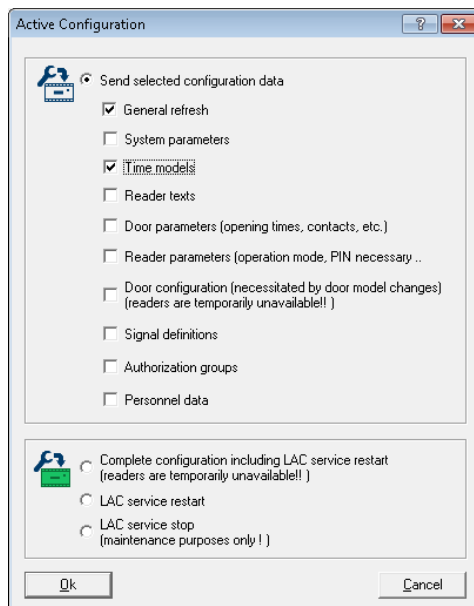 Active Configuration
?
Send selected configuration data
General refresh
System parameters
Time models
Reader texts
Door parameters (opening times, contacts, etc.)
Reader parameters (operation mode, PIN necessary ..
Door configuration (necessitated by door model changes)
(readers are temporarily unavailable!! )
Signal definitions
Authorization groups
Personnel data
Complete configuration including LAC service restart
(readers are temporarily unavailable!! )
LAC service restart
LAC service stop
(maintenance purposes only ! )
Ok
Cancel